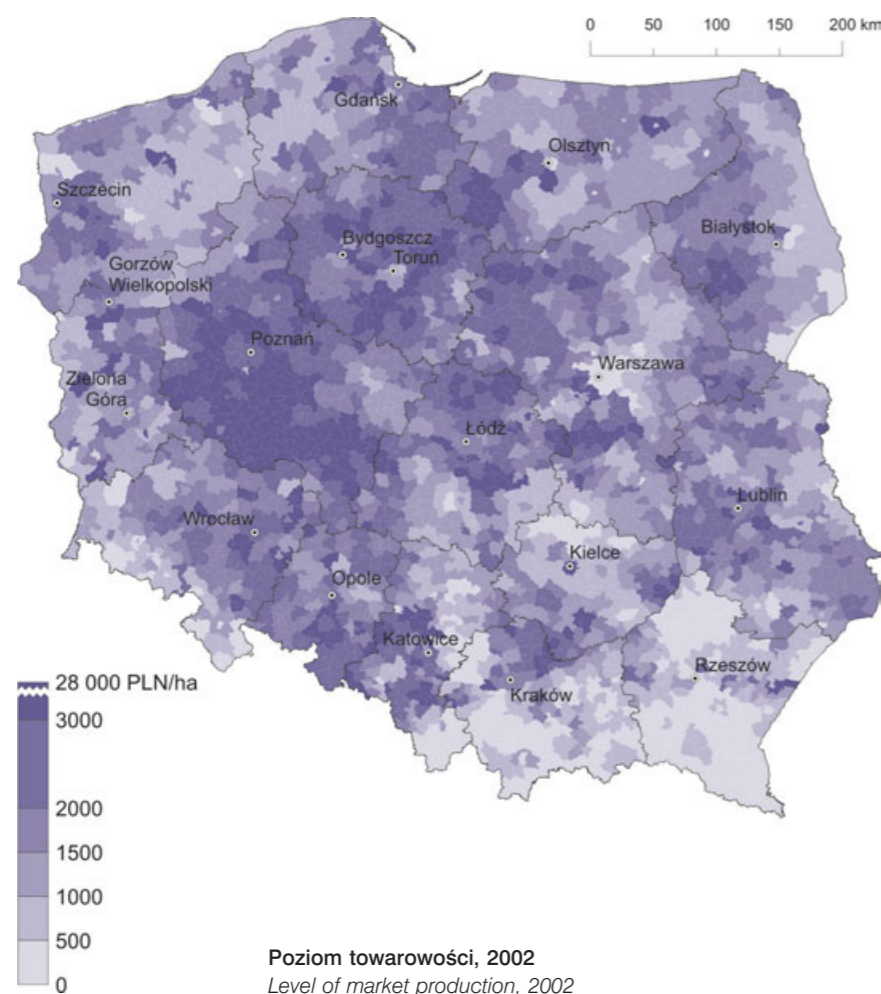 0 50 100 150 200 km
Gdańsk
Olsztyn
Szczecin
Białystok
Bydgoszcz
Toruń
Gorzów
Wielkopolski
Poznań
Warszawa
Zielona
Góra
Łódź
Lublin
Wrocław
Kielce
Opole
Katowice
Rzeszów
Kraków
28 000 PLN/ha
3000
2000
1500
1000
500
0
Poziom towarowości, 2002
Level of market production, 2002